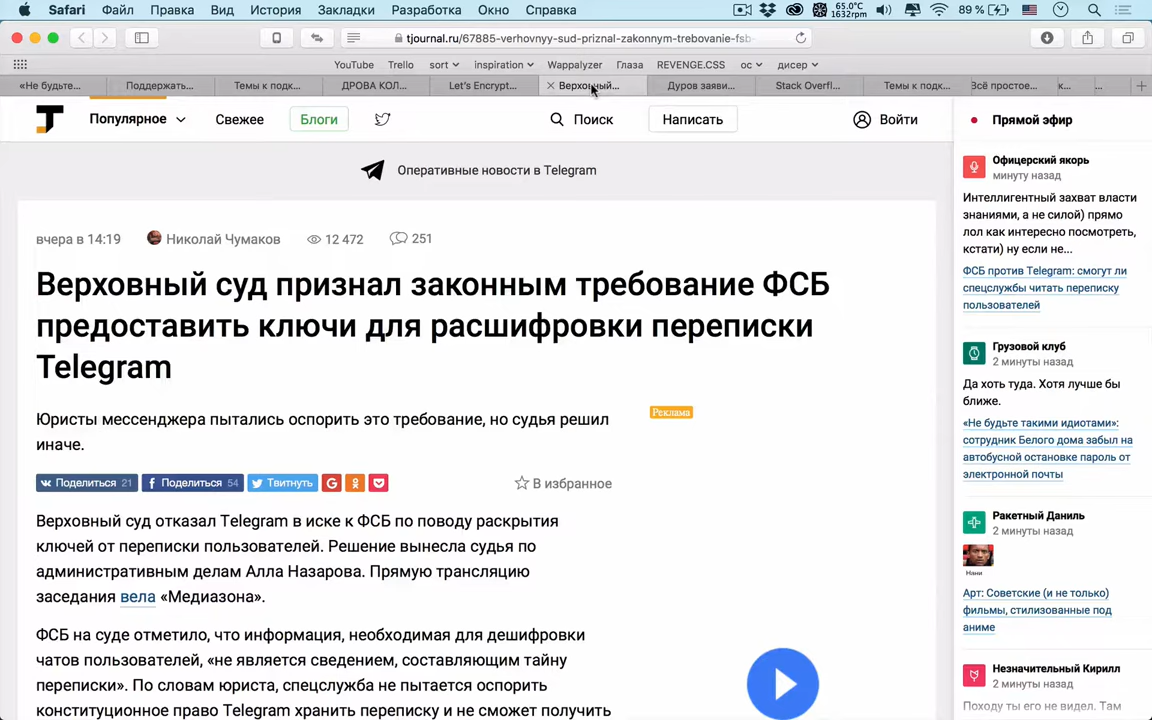 Safari Файл Правка Вид История Закладки Разработка Окно Справка 65.0°C 1632rpm 89 %
tjournal.ru/67885-verhovnyy-sud-priznal-zakonnym-trebovanie-fsb-
YouTube Trello sort inspiration Wappalyzer Глаза REVENGE.CSS ос дисер
«Не будьте... Поддержать... Темы к подк... ДРОВА КОЛ... Let's Encrypt... Верховный... Дуров заяви... Stack Overfl... Темы к подк... Всё простое... к... ...
Популярное Свежее Блоги Поиск Написать Войти
Оперативные новости в Telegram
вчера в 14:19 Николай Чумаков 12 472 251
Верховный суд признал законным требование ФСБ
предоставить ключи для расшифровки переписки
Telegram
Юристы мессенджера пытались оспорить это требование, но судья решил
иначе.
Реклама
Поделиться 21 Поделиться 54 Твитнуть В избранное
Верховный суд отказал Telegram в иске к ФСБ по поводу раскрытия
ключей от переписки пользователей. Решение вынесла судья по
административным делам Алла Назарова. Прямую трансляцию
заседания вела «Медиазона».
ФСБ на суде отметило, что информация, необходимая для дешифровки
чатов пользователей, «не является сведением, составляющим тайну
переписки». По словам юриста, спецслужба не пытается оспорить
конституционное право Telegram хранить переписку и не сможет получить
Прямой эфир
Офицерский якорь
минуту назад
Интеллигентный захват власти
знаниями, а не силой) прямо
лол как интересно посмотреть,
кстати) ну если не...
ФСБ против Telegram: смогут ли
спецслужбы читать переписку
пользователей
Грузовой клуб
2 минуты назад
Да хоть туда. Хотя лучше бы
ближе.
«Не будьте такими идиотами»:
сотрудник Белого дома забыл на
автобусной остановке пароль от
электронной почты
Ракетный Даниль
2 минуты назад
Нани
Арт: Советские (и не только)
фильмы, стилизованные под
аниме
Незначительный Кирилл
2 минуты назад
Походу ты его не видел. Там